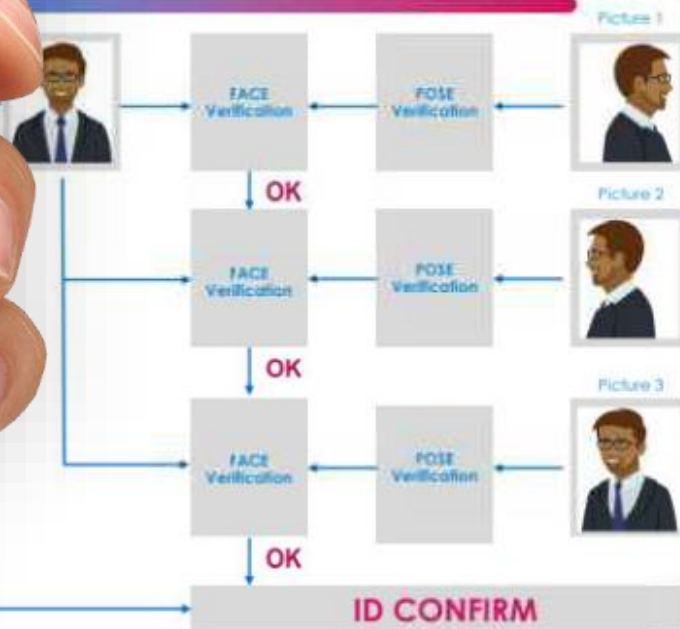 Picture 1
FACE
Verification
POSE
Verification
OK
Picture 2
FACE
Verification
POSE
Verification
OK
Picture 3
FACE
Verification
POSE
Verification
OK
ID CONFIRM